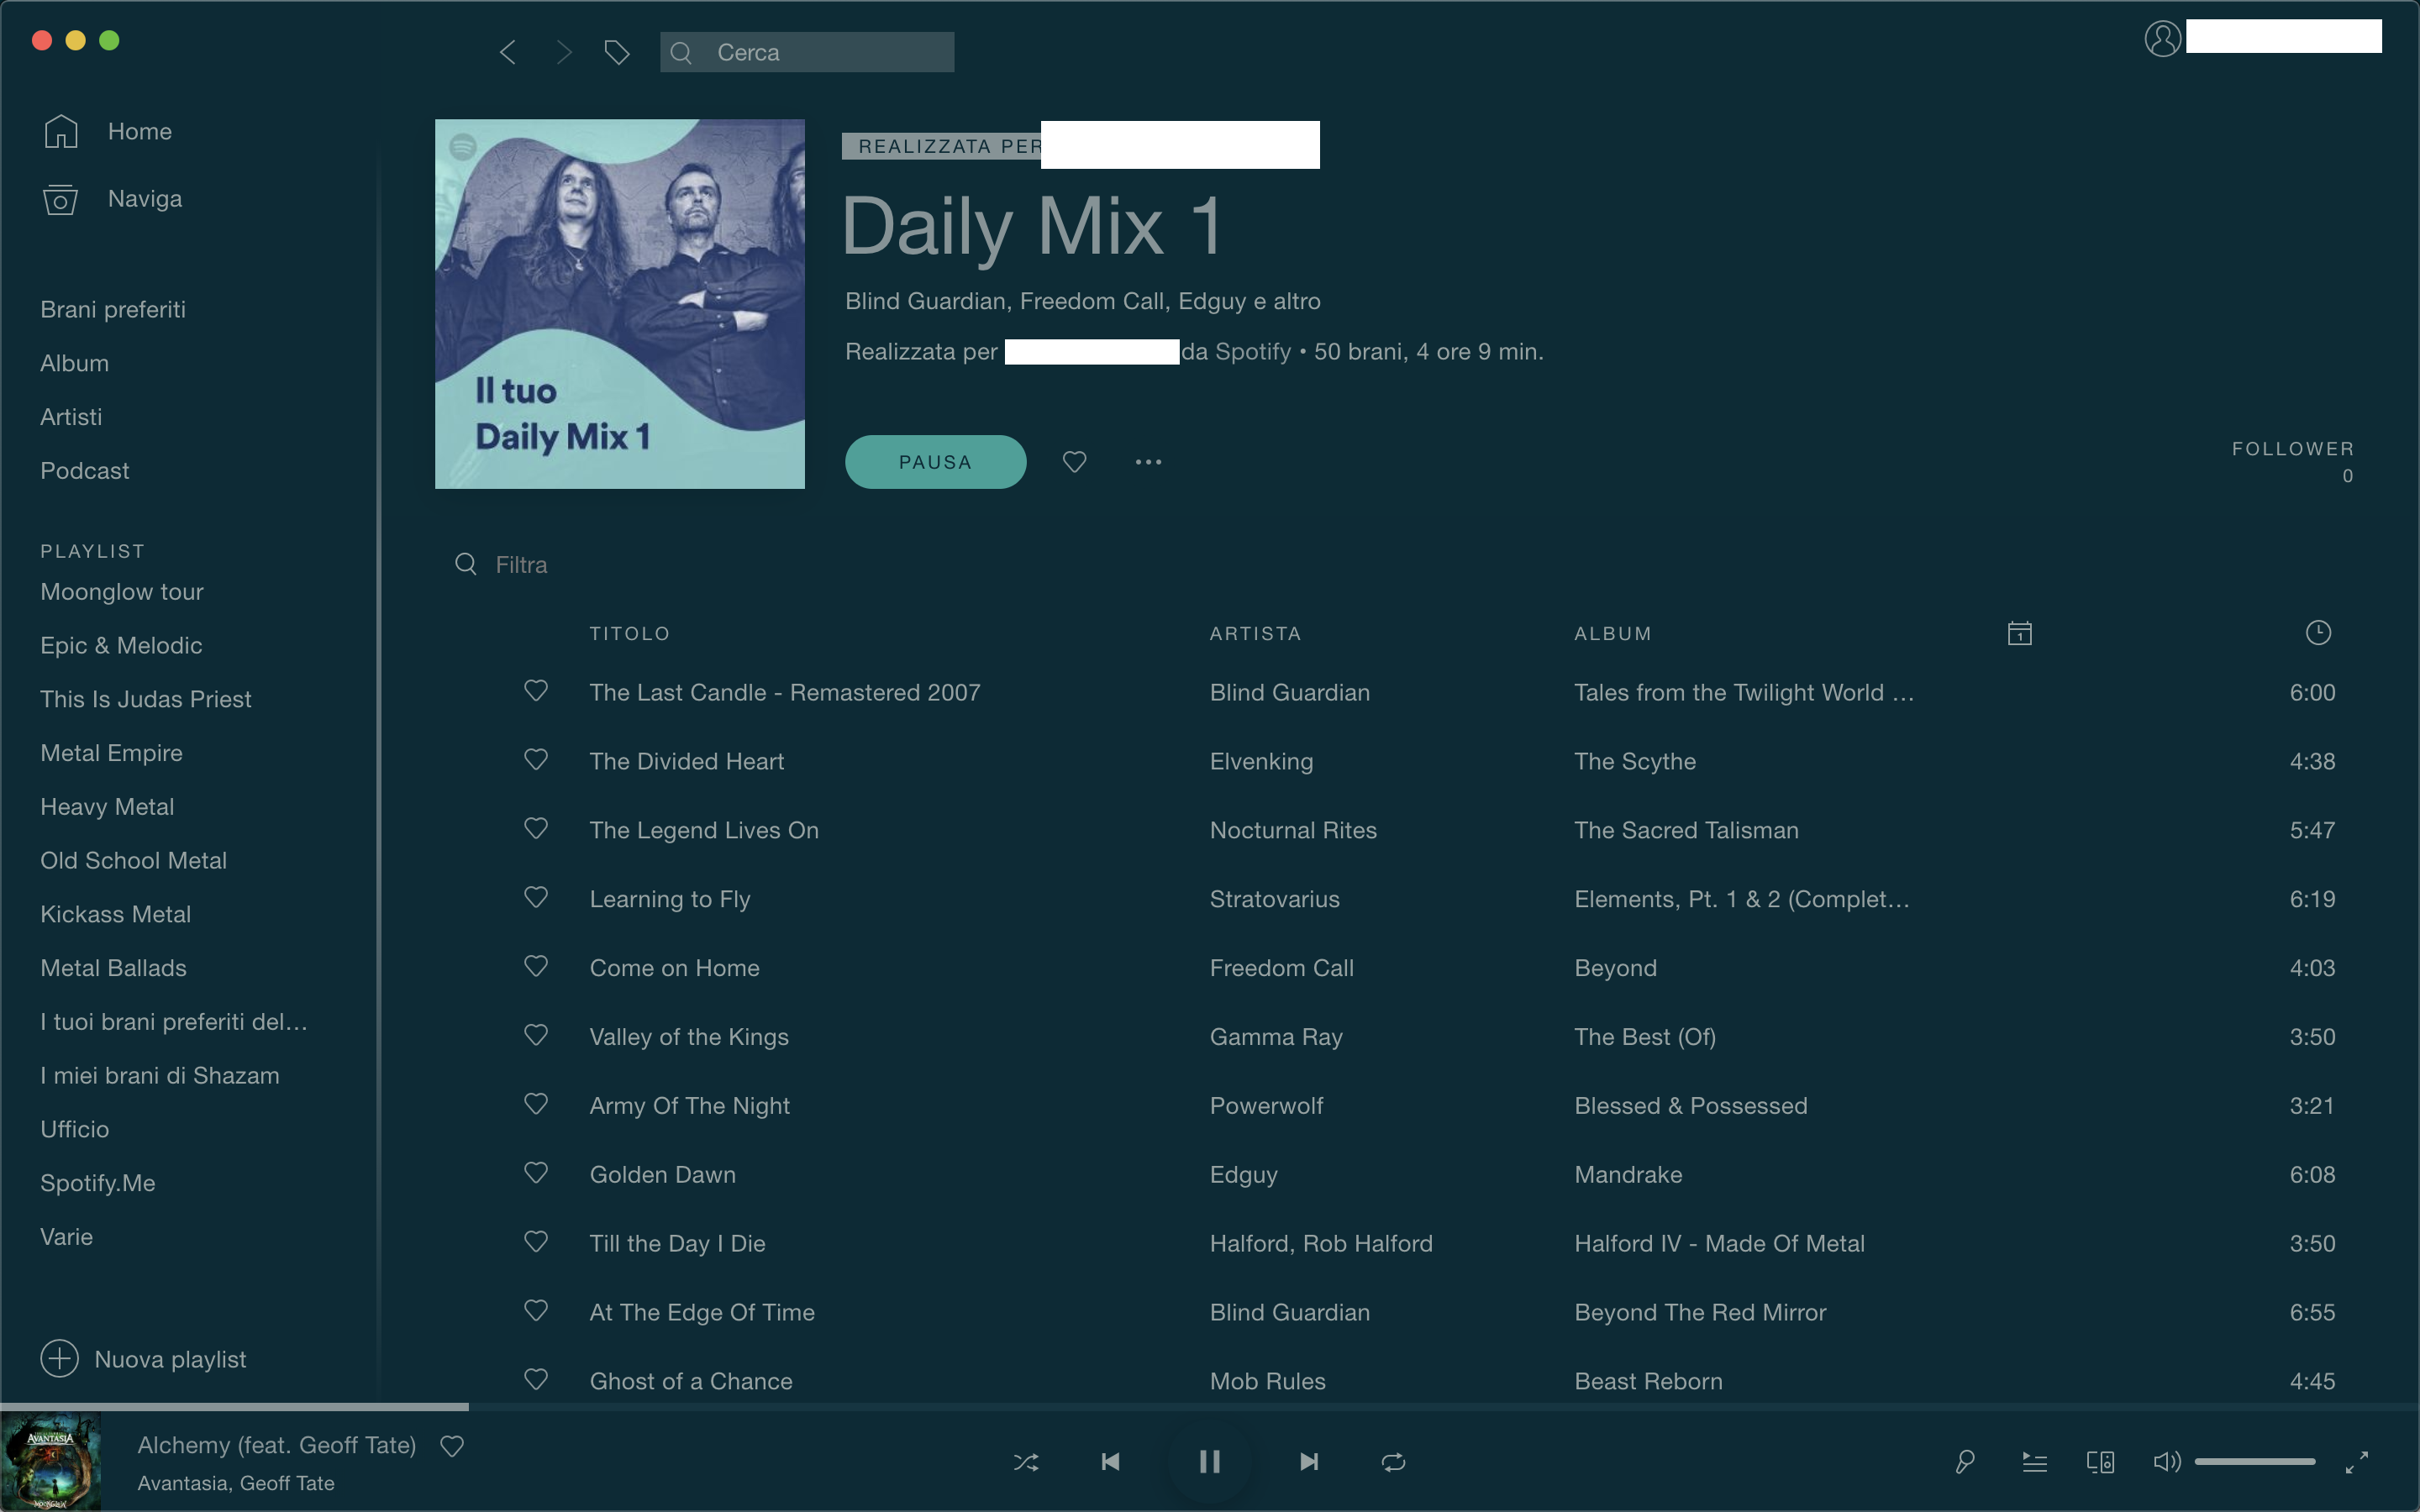 Cerca
Home
Naviga
Brani preferiti
Album
Artisti
Podcast
PLAYLIST
Moonglow tour
Epic & Melodic
This Is Judas Priest
Metal Empire
Heavy Metal
Old School Metal
Kickass Metal
Metal Ballads
I tuoi brani preferiti del...
I miei brani di Shazam
Ufficio
Spotify.Me
Varie
Nuova playlist
Il tuo
Daily Mix 1
REALIZZATA PER
Daily Mix 1
Blind Guardian, Freedom Call, Edguy e altro
Realizzata per da Spotify • 50 brani, 4 ore 9 min.
PAUSA
FOLLOWER
0
Filtra
TITOLO ARTISTA ALBUM 1
The Last Candle - Remastered 2007 Blind Guardian Tales from the Twilight World ... 6:00
The Divided Heart Elvenking The Scythe 4:38
The Legend Lives On Nocturnal Rites The Sacred Talisman 5:47
Learning to Fly Stratovarius Elements, Pt. 1 & 2 (Complet... 6:19
Come on Home Freedom Call Beyond 4:03
Valley of the Kings Gamma Ray The Best (Of) 3:50
Army Of The Night Powerwolf Blessed & Possessed 3:21
Golden Dawn Edguy Mandrake 6:08
Till the Day I Die Halford, Rob Halford Halford IV - Made Of Metal 3:50
At The Edge Of Time Blind Guardian Beyond The Red Mirror 6:55
Ghost of a Chance Mob Rules Beast Reborn 4:45
AVANTASIA
MOONGLOW
Alchemy (feat. Geoff Tate)
Avantasia, Geoff Tate